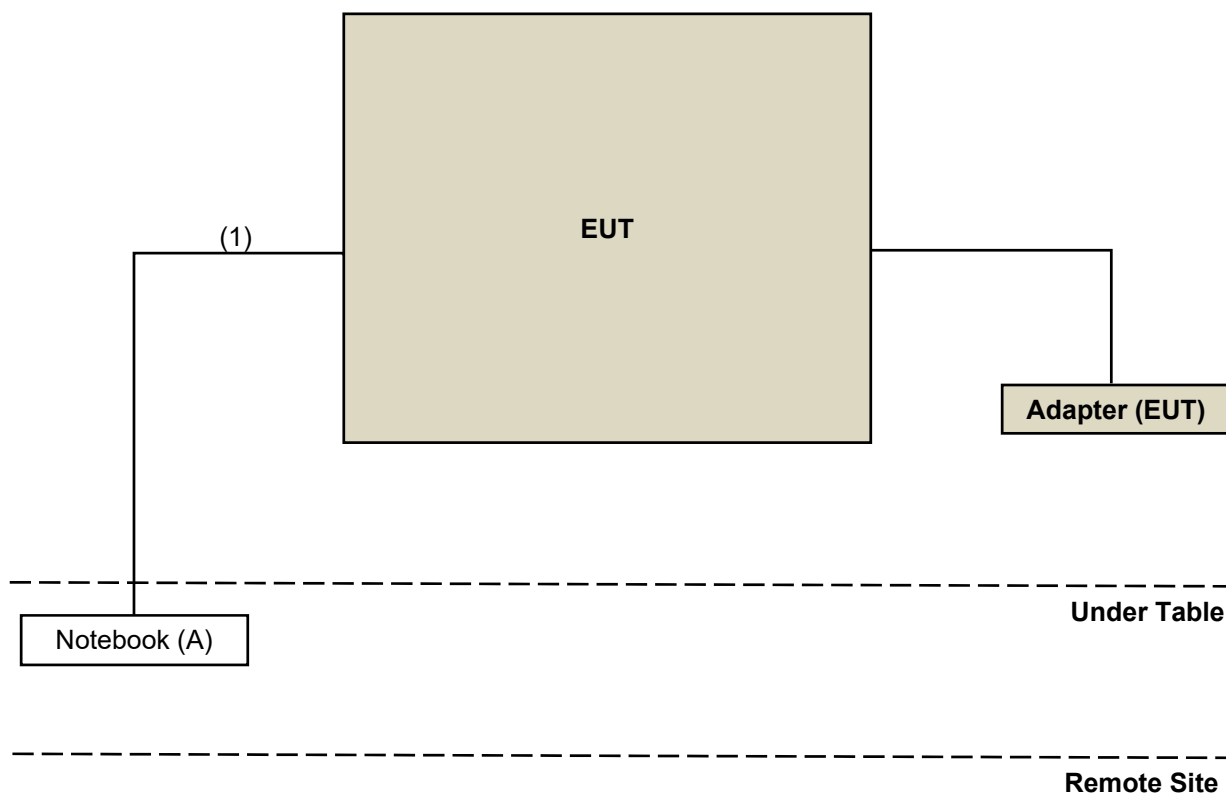 (1)
EUT
Adapter (EUT)
Under Table
Notebook (A)
Remote Site